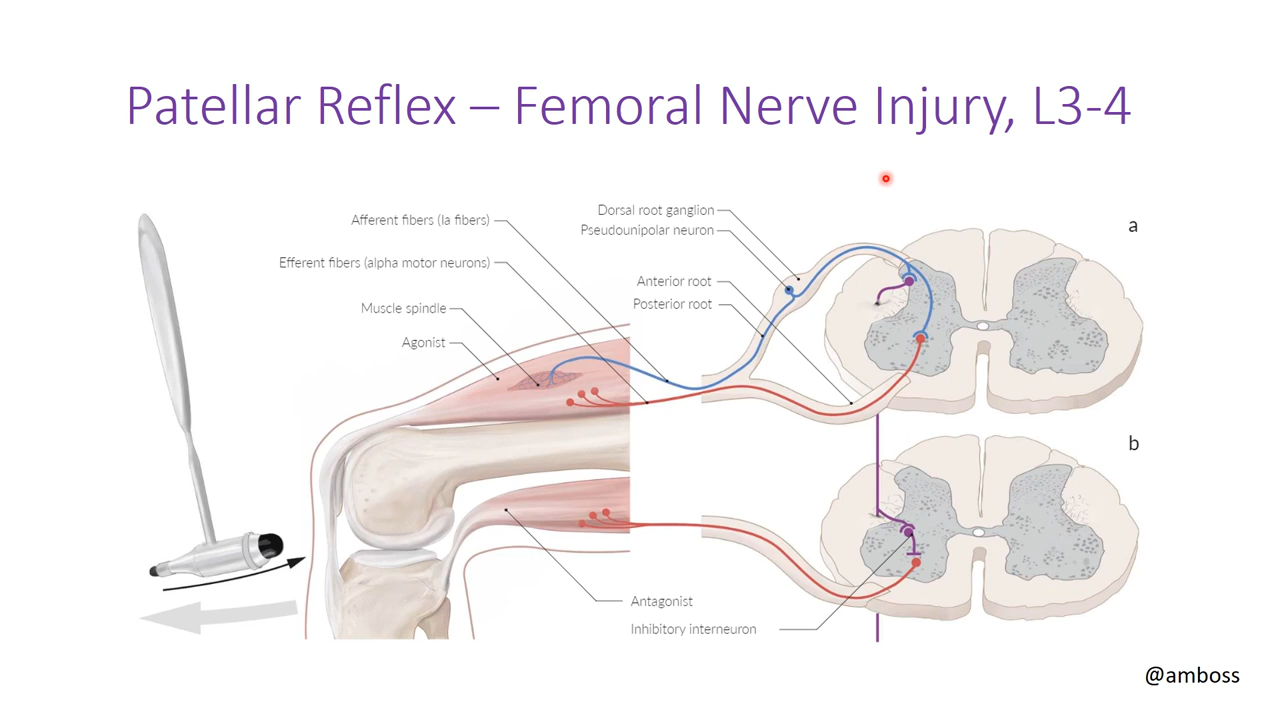 Patellar Reflex – Femoral Nerve Injury, L3-4
Afferent fibers (Ia fibers)
Efferent fibers (alpha motor neurons)
Muscle spindle
Agonist
Dorsal root ganglion
Pseudounipolar neuron
Anterior root
Posterior root
a
b
Antagonist
Inhibitory interneuron
@amboss